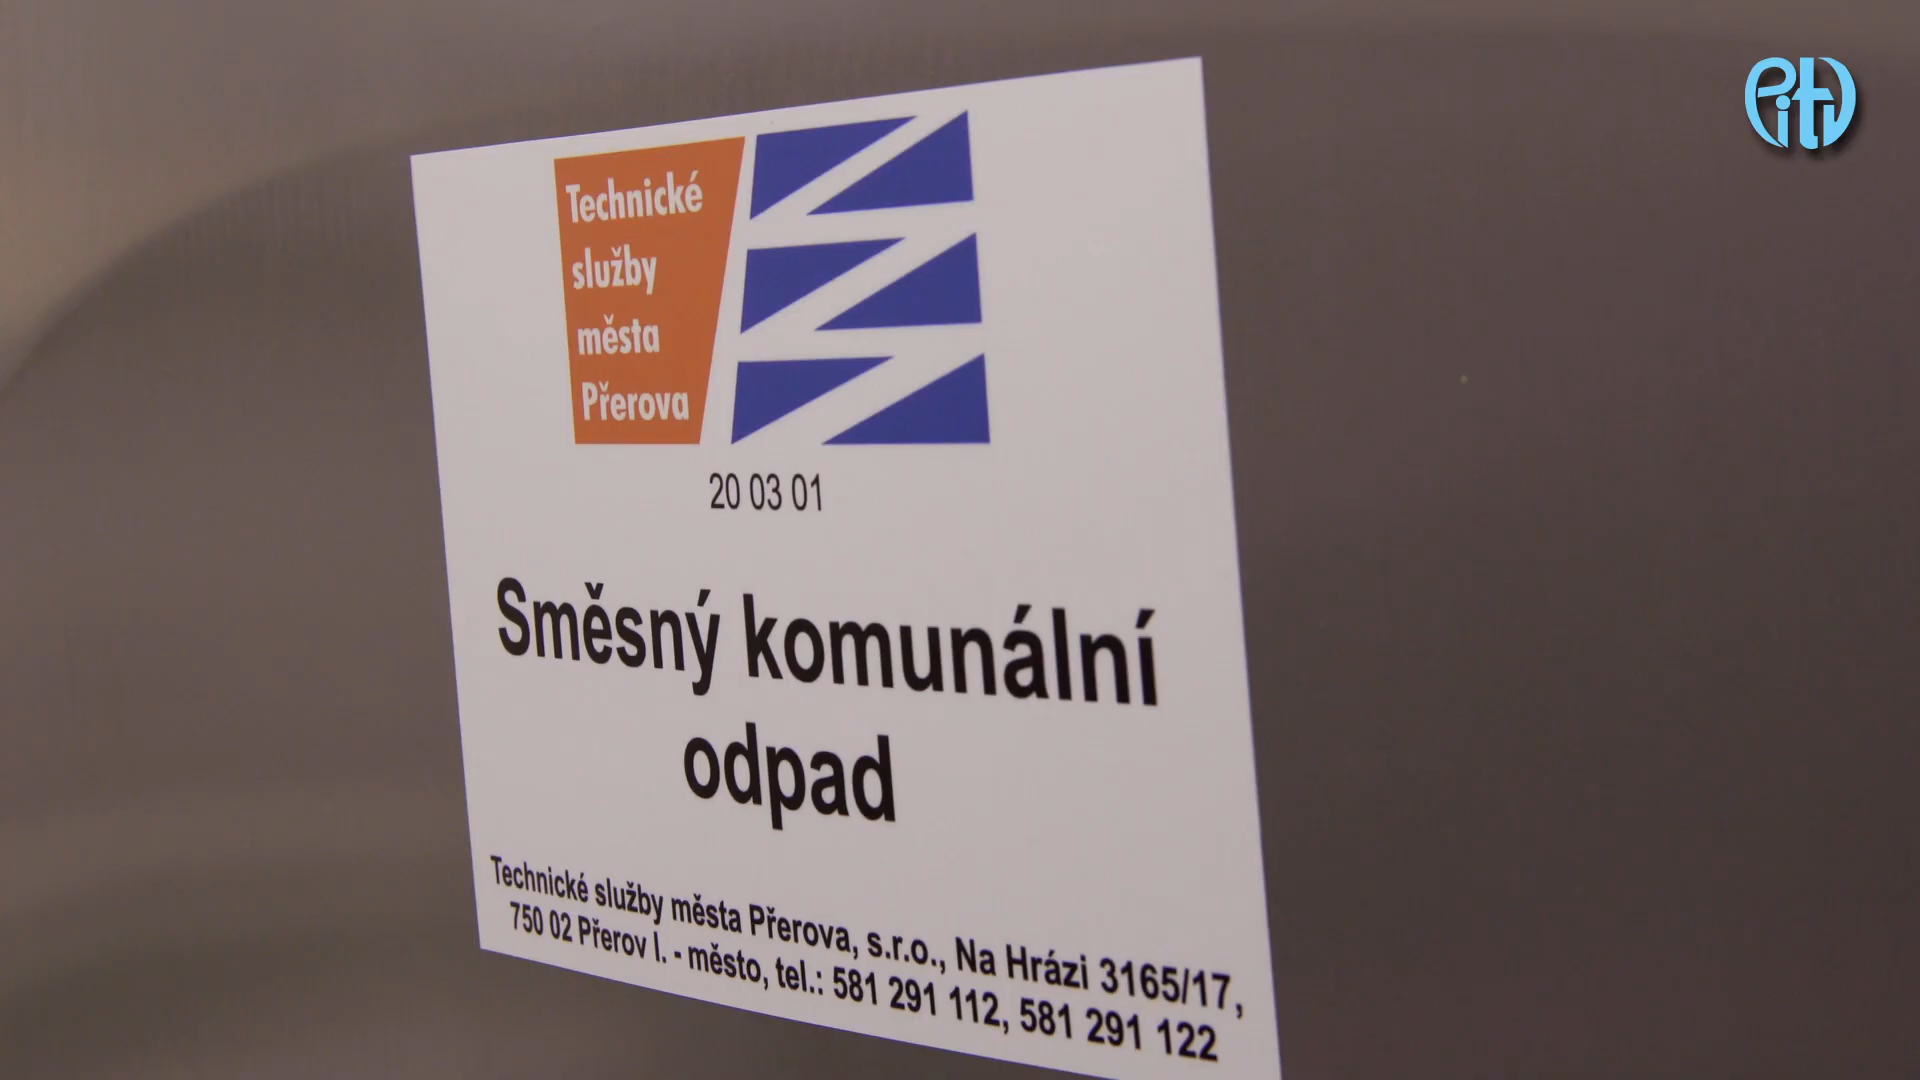 PiTV
Technické
služby
města
Přerova
20 03 01
Směsný komunální
odpad
Technické služby města Přerova, s.r.o., Na Hrázi 3165/17,
750 02 Přerov I. - město, tel.: 581 291 112, 581 291 122